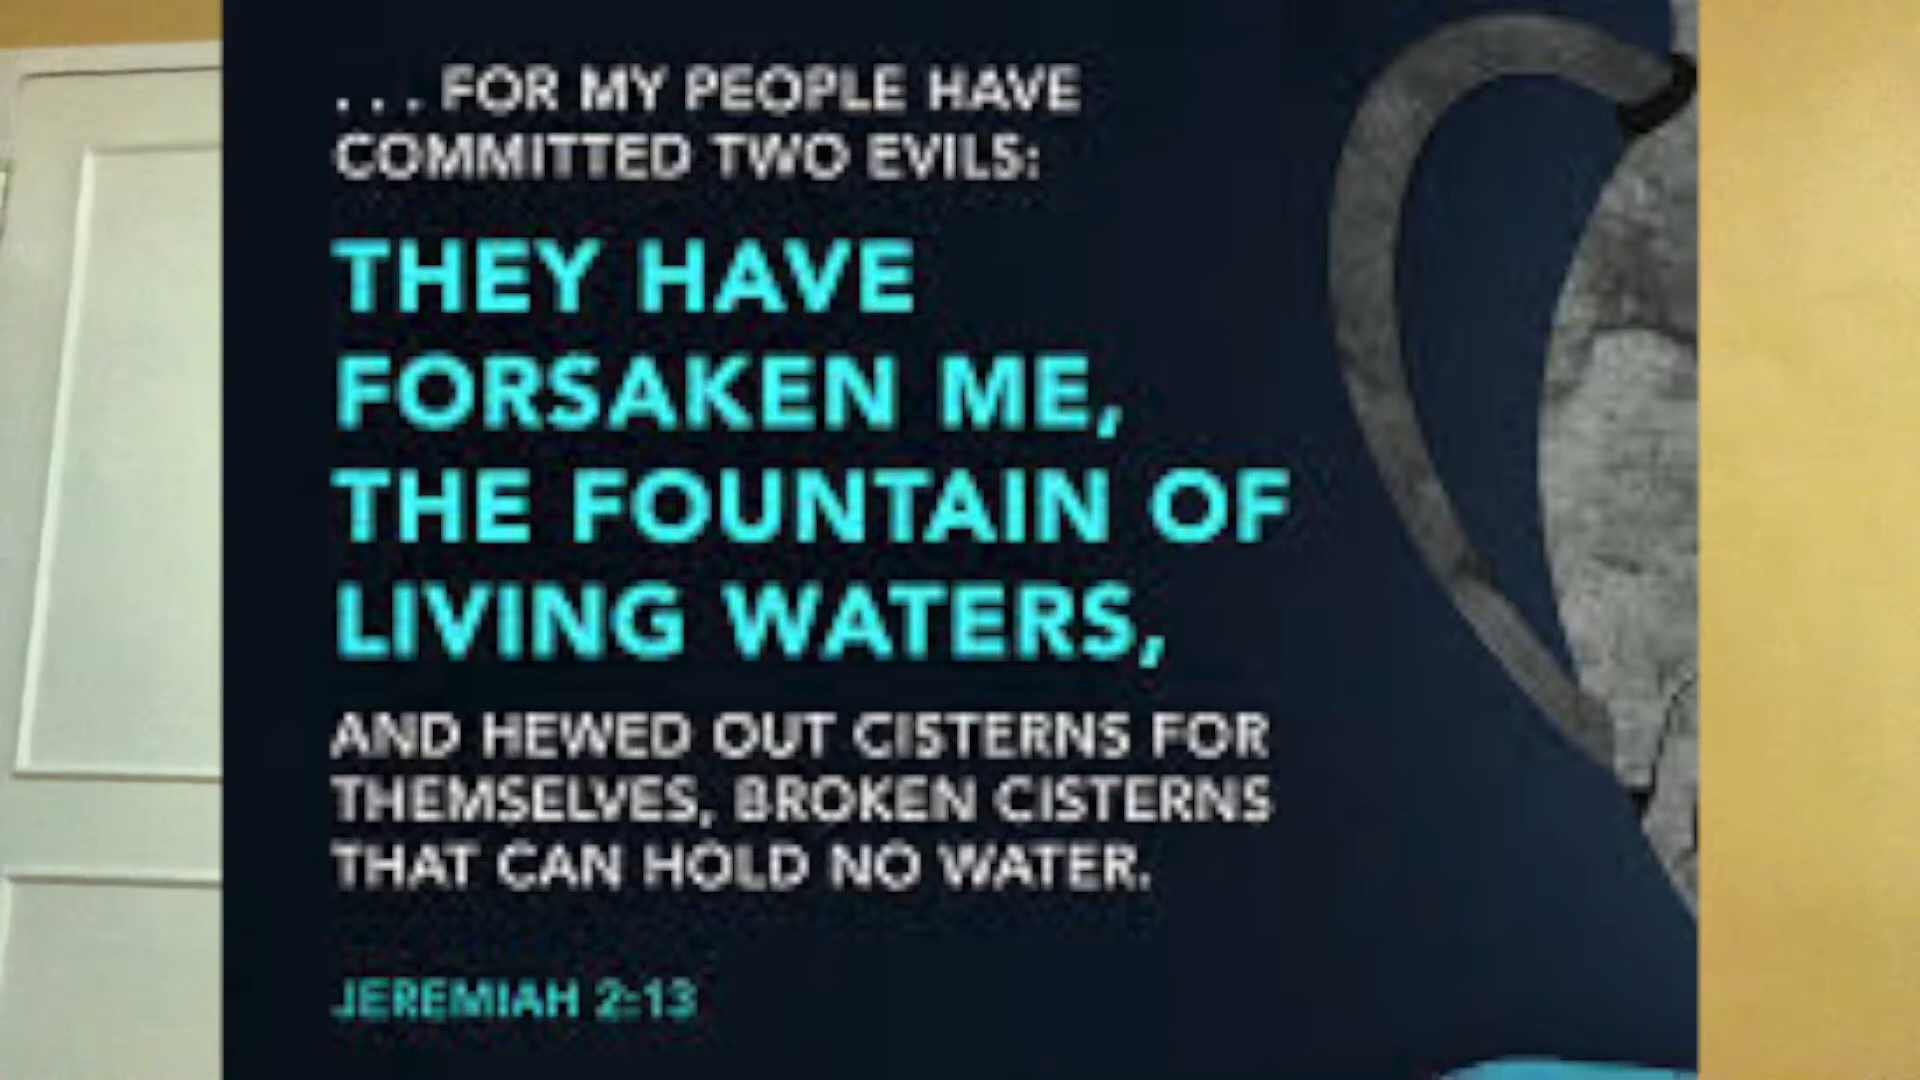 . . . FOR MY PEOPLE HAVE
COMMITTED TWO EVILS:
THEY HAVE
FORSAKEN ME,
THE FOUNTAIN OF
LIVING WATERS,
AND HEWED OUT CISTERNS FOR
THEMSELVES, BROKEN CISTERNS
THAT CAN HOLD NO WATER.
JEREMIAH 2:13